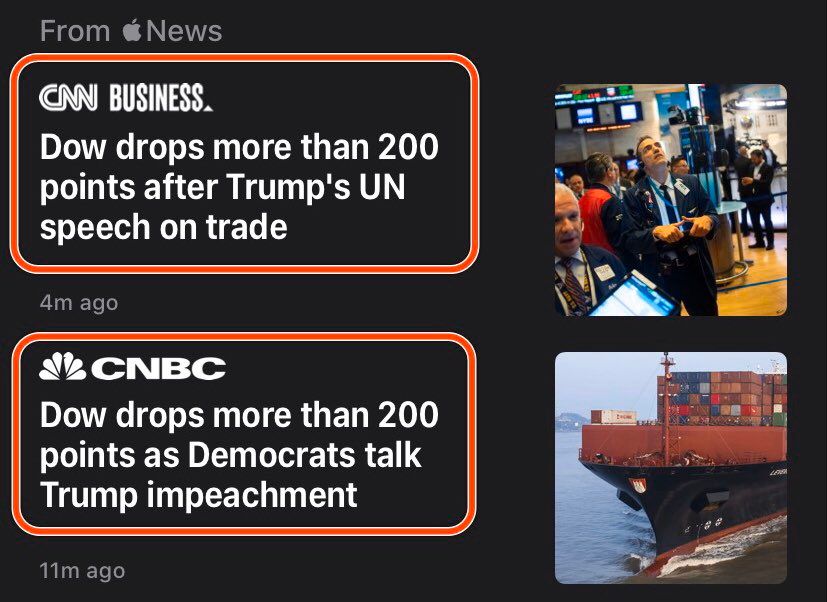 From News
CNN BUSINESS
Dow drops more than 200
points after Trump's UN
speech on trade
4m ago
CNBC
Dow drops more than 200
points as Democrats talk
Trump impeachment
11m ago